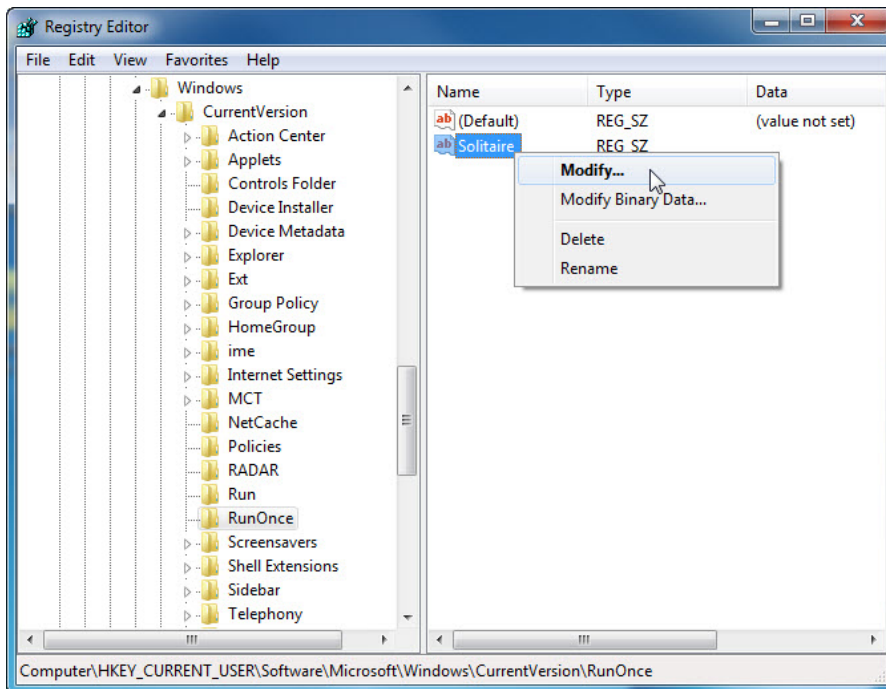 Registry Editor
File Edit View Favorites Help
Windows
CurrentVersion
Action Center
Applets
Controls Folder
Device Installer
Device Metadata
Explorer
Ext
Group Policy
HomeGroup
ime
Internet Settings
MCT
NetCache
Policies
RADAR
Run
RunOnce
Screensavers
Shell Extensions
Sidebar
Telephony
Name Type Data
ab (Default) REG_SZ (value not set)
ab Solitaire REG_SZ
Modify...
Modify Binary Data...
Delete
Rename
Computer\HKEY_CURRENT_USER\Software\Microsoft\Windows\CurrentVersion\RunOnce